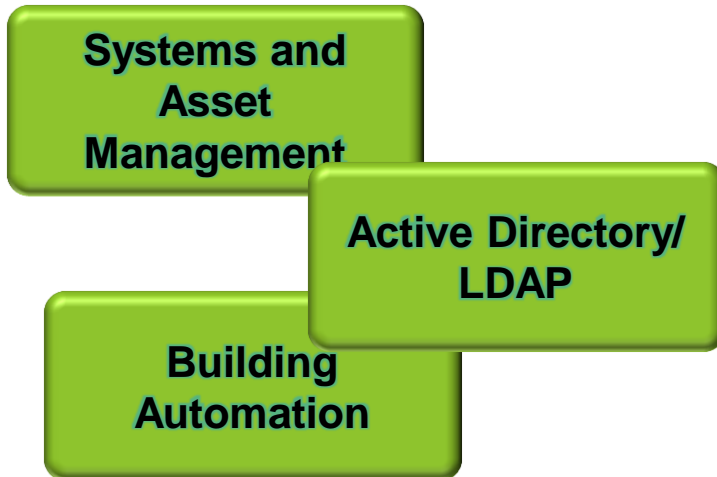 Systems and
Asset
Management
Active Directory/
LDAP
Building
Automation